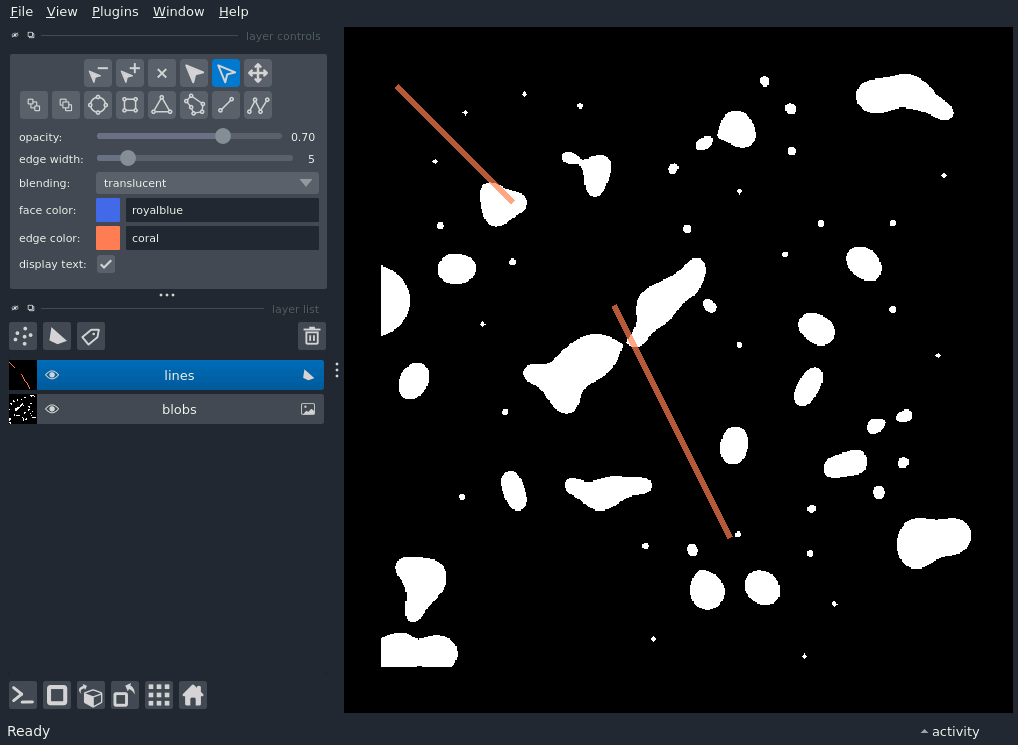 File View Plugins Window Help
layer controls
opacity: 0.70
edge width: 5
blending: translucent
face color: royalblue
edge color: coral
display text:
layer list
lines
blobs
Ready activity